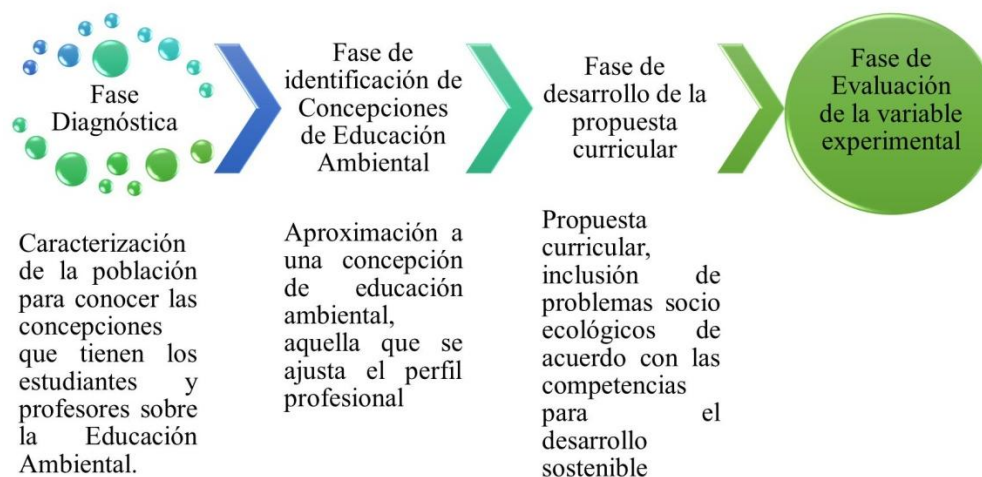 Fase
Diagnóstica
Fase de
identificación de
Concepciones
de Educación
Ambiental
Fase de
desarrollo de la
propuesta
curricular
Fase de
Evaluación
de la variable
experimental
Caracterización
de la población
para conocer las
concepciones
que tienen los
estudiantes y
profesores sobre
la Educación
Ambiental.
Aproximación a
una concepción
de educación
ambiental,
aquella que se
ajusta el perfil
profesional
Propuesta
curricular,
inclusión de
problemas socio
ecológicos de
acuerdo con las
competencias
para el
desarrollo
sostenible